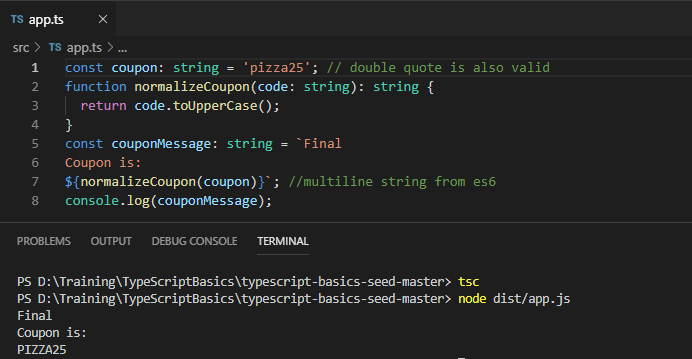 TS app.ts ×
src > TS app.ts > ...
1 const coupon: string = 'pizza25'; // double quote is also valid
2 function normalizeCoupon(code: string): string {
3   return code.toUpperCase();
4 }
5 const couponMessage: string = `Final
6 Coupon is:
7 ${normalizeCoupon(coupon)}`; //multiline string from es6
8 console.log(couponMessage);
PROBLEMS OUTPUT DEBUG CONSOLE TERMINAL
PS D:\Training\TypeScriptBasics\typescript-basics-seed-master> tsc
PS D:\Training\TypeScriptBasics\typescript-basics-seed-master> node dist/app.js
Final
Coupon is:
PIZZA25